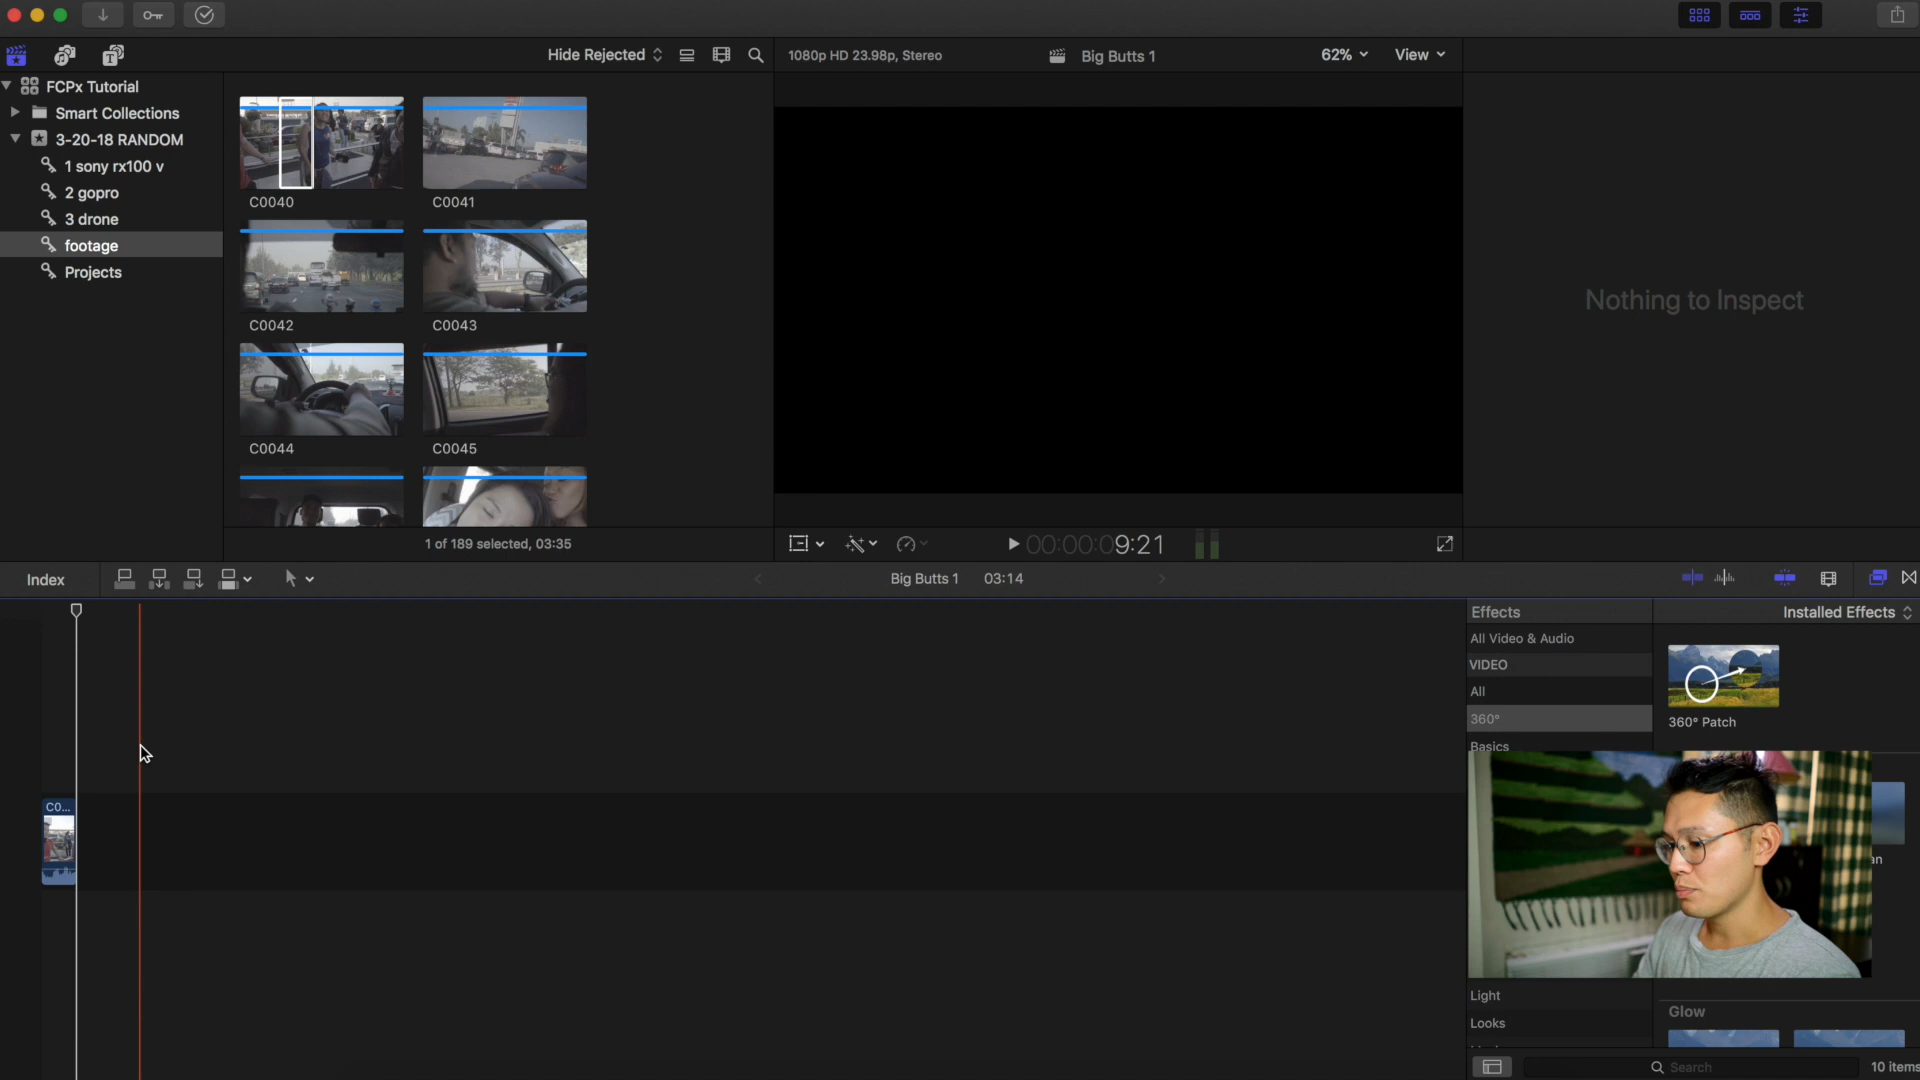 Hide Rejected
1080p HD 23.98p, Stereo
Big Butts 1
62%
View
FCPx Tutorial
Smart Collections
3-20-18 RANDOM
1 sony rx100 v
2 gopro
3 drone
footage
Projects
C0040
C0041
C0042
C0043
C0044
C0045
1 of 189 selected, 03:35
Nothing to Inspect
00:00:09:21
Index
Big Butts 1
03:14
C0...
Effects
Installed Effects
All Video & Audio
VIDEO
All
360°
Basics
Light
Looks
360° Patch
an
Glow
Search
10 items